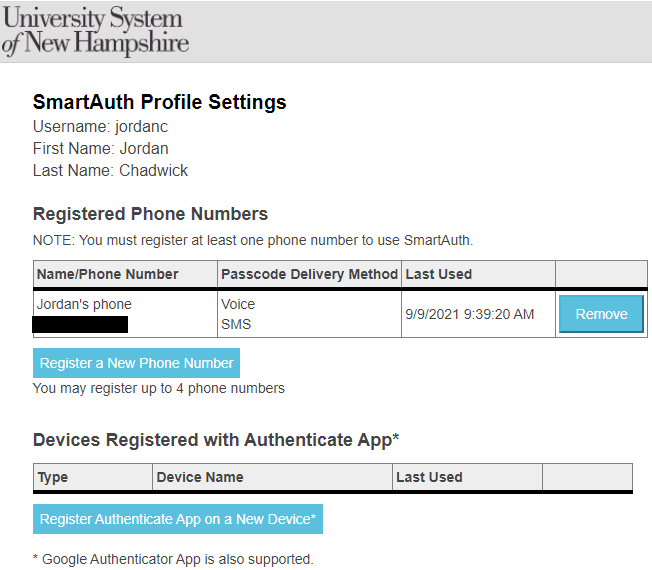 University System
of New Hampshire
SmartAuth Profile Settings
Username: jordanc
First Name: Jordan
Last Name: Chadwick
Registered Phone Numbers
NOTE: You must register at least one phone number to use SmartAuth.
Name/Phone Number Passcode Delivery Method Last Used
Jordan's phone Voice
SMS 9/9/2021 9:39:20 AM Remove
Register a New Phone Number
You may register up to 4 phone numbers
Devices Registered with Authenticate App*
Type Device Name Last Used
Register Authenticate App on a New Device*
* Google Authenticator App is also supported.